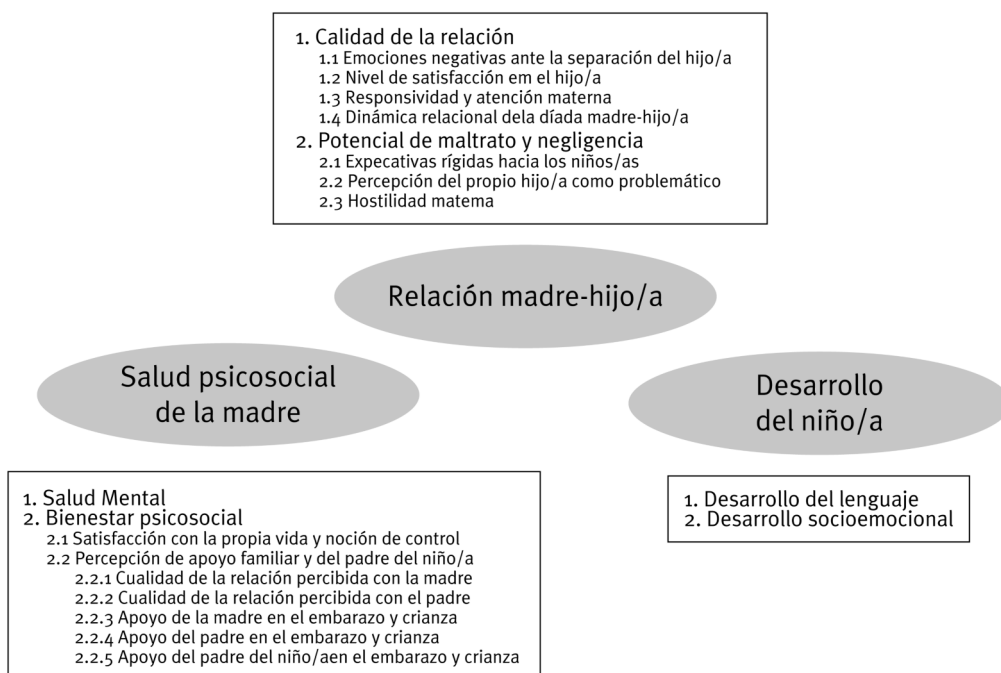 1. Calidad de la relación
1.1 Emociones negativas ante la separación del hijo/a
1.2 Nivel de satisfacción em el hijo/a
1.3 Responsividad y atención materna
1.4 Dinámica relacional dela díada madre-hijo/a
2. Potencial de maltrato y negligencia
2.1 Expecativas rígidas hacia los niños/as
2.2 Percepción del propio hijo/a como problemático
2.3 Hostilidad matema
Relación madre-hijo/a
Salud psicosocial
de la madre
Desarrollo
del niño/a
1. Salud Mental
2. Bienestar psicosocial
2.1 Satisfacción con la propia vida y noción de control
2.2 Percepción de apoyo familiar y del padre del niño/a
2.2.1 Cualidad de la relación percibida con la madre
2.2.2 Cualidad de la relación percibida con el padre
2.2.3 Apoyo de la madre en el embarazo y crianza
2.2.4 Apoyo del padre en el embarazo y crianza
2.2.5 Apoyo del padre del niño/aen el embarazo y crianza
1. Desarrollo del lenguaje
2. Desarrollo socioemocional